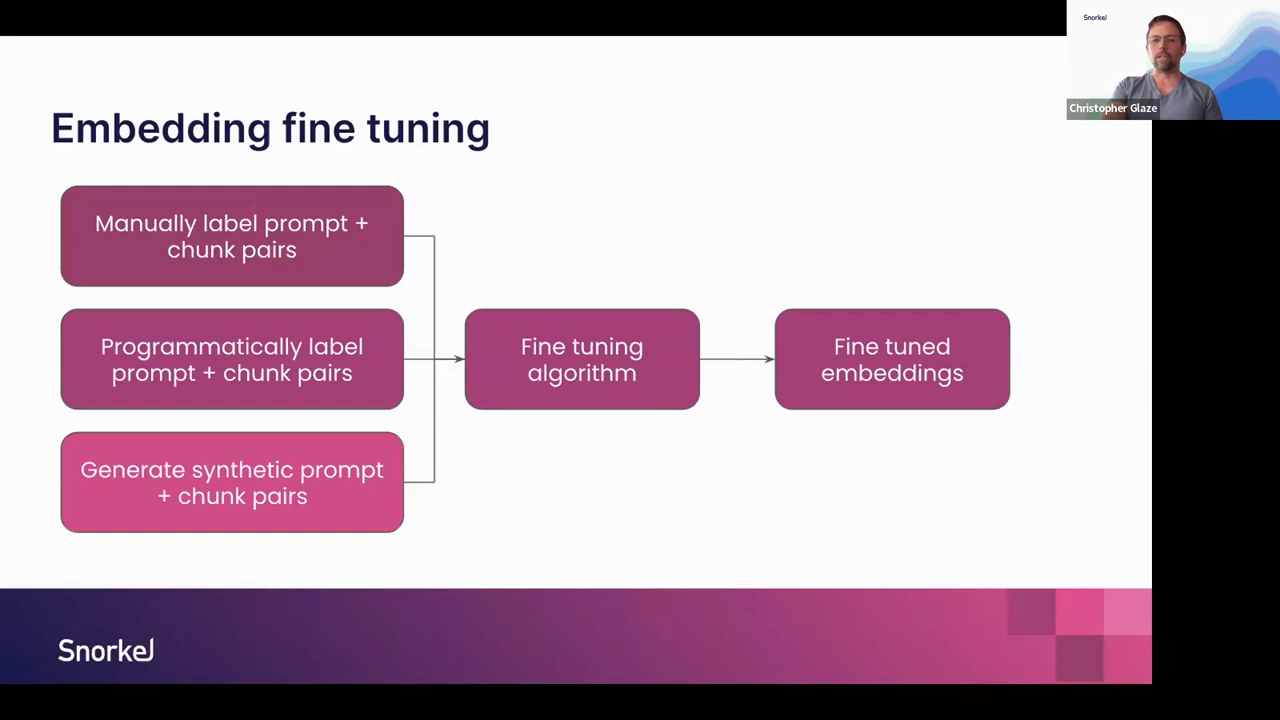 Snorkel
Christopher Glaze
Embedding fine tuning
Manually label prompt +
chunk pairs
Programmatically label
prompt + chunk pairs
Generate synthetic prompt
+ chunk pairs
Fine tuning
algorithm
Fine tuned
embeddings
Snorkel